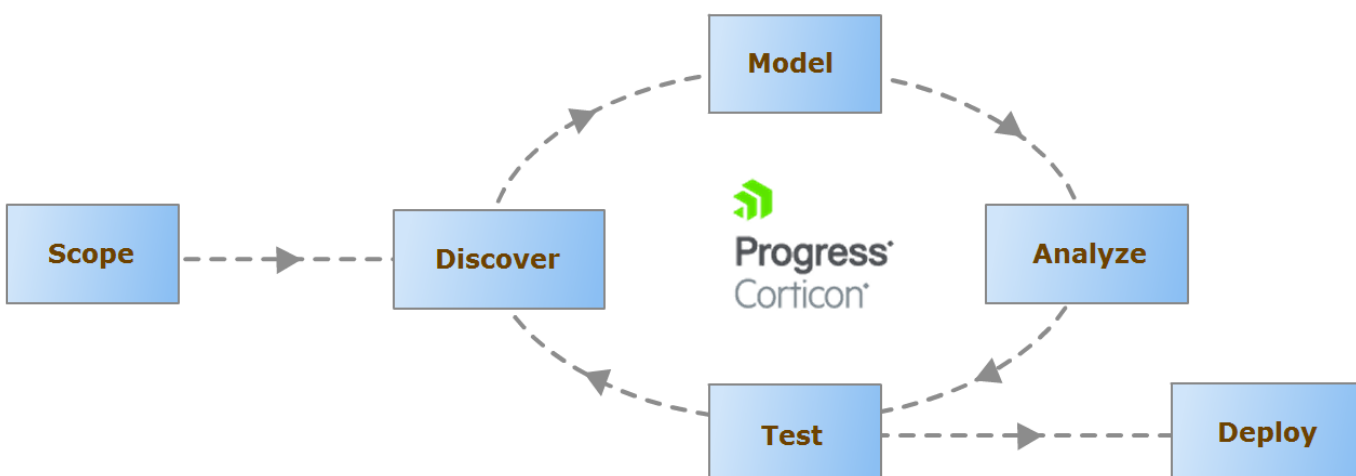 Model
Scope
Discover
Progress
Corticon
Analyze
Test
Deploy